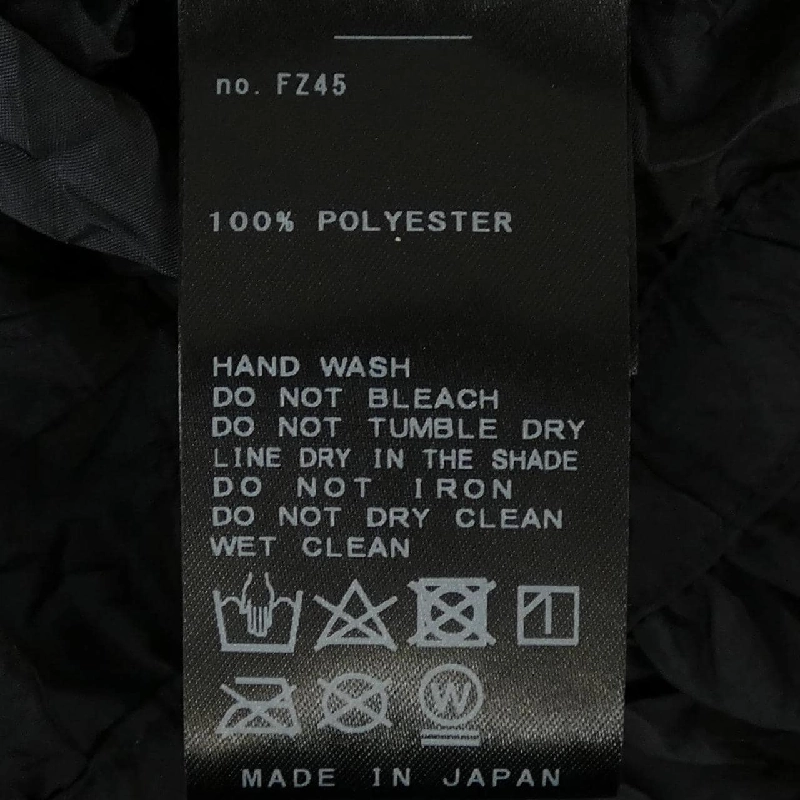 no. FZ45
100% POLYESTER
HAND WASH
DO NOT BLEACH
DO NOT TUMBLE DRY
LINE DRY IN THE SHADE
DO NOT IRON
DO NOT DRY CLEAN
WET CLEAN
W
MADE IN JAPAN